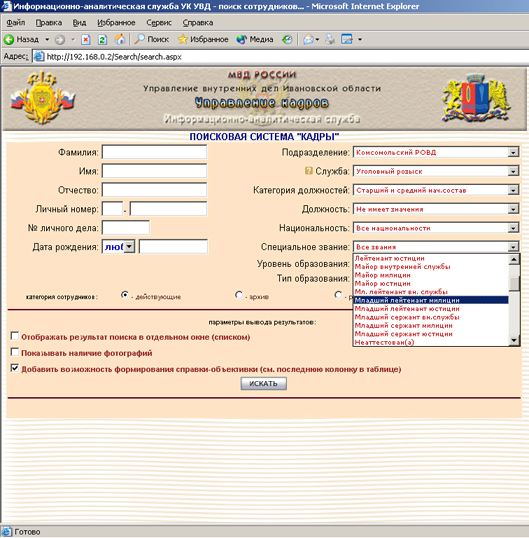 Информационно-аналитическая служба УК УВД - поиск сотрудников... - Microsoft Internet Explorer
Файл Правка Вид Избранное Сервис Справка
Назад Поиск Избранное Медиа
Адрес: http://192.168.0.2/Search/search.aspx
МВД РОССИИ
Управление внутренних дел Ивановской области
Управление кадров
Информационно-аналитическая служба
ПОИСКОВАЯ СИСТЕМА "КАДРЫ"
Фамилия: Подразделение: Комсомольский РОВД
Имя: Служба: Уголовный розыск
Отчество: Категория должностей: Старший и средний нач.состав
Личный номер: - Должность: Не имеет значения
№ личного дела: Национальность: Все национальности
Дата рождения: люб Специальное звание: Все звания
Уровень образования:
Тип образования:
Лейтенант юстиции
Майор внутренней службы
Майор милиции
Майор юстиции
Мл. лейтенант вн. службы
Младший лейтенант милиции
Младший лейтенант юстиции
Младший сержант вн.службы
Младший сержант милиции
Младший сержант юстиции
Неаттестован(а)
категория сотрудников: - действующие - архив
параметры вывода результатов:
Отображать результат поиска в отдельном окне (списком)
Показывать наличие фотографий
Добавить возможность формирования справки-объективки (см. последнюю колонку в таблице)
ИСКАТЬ
Готово